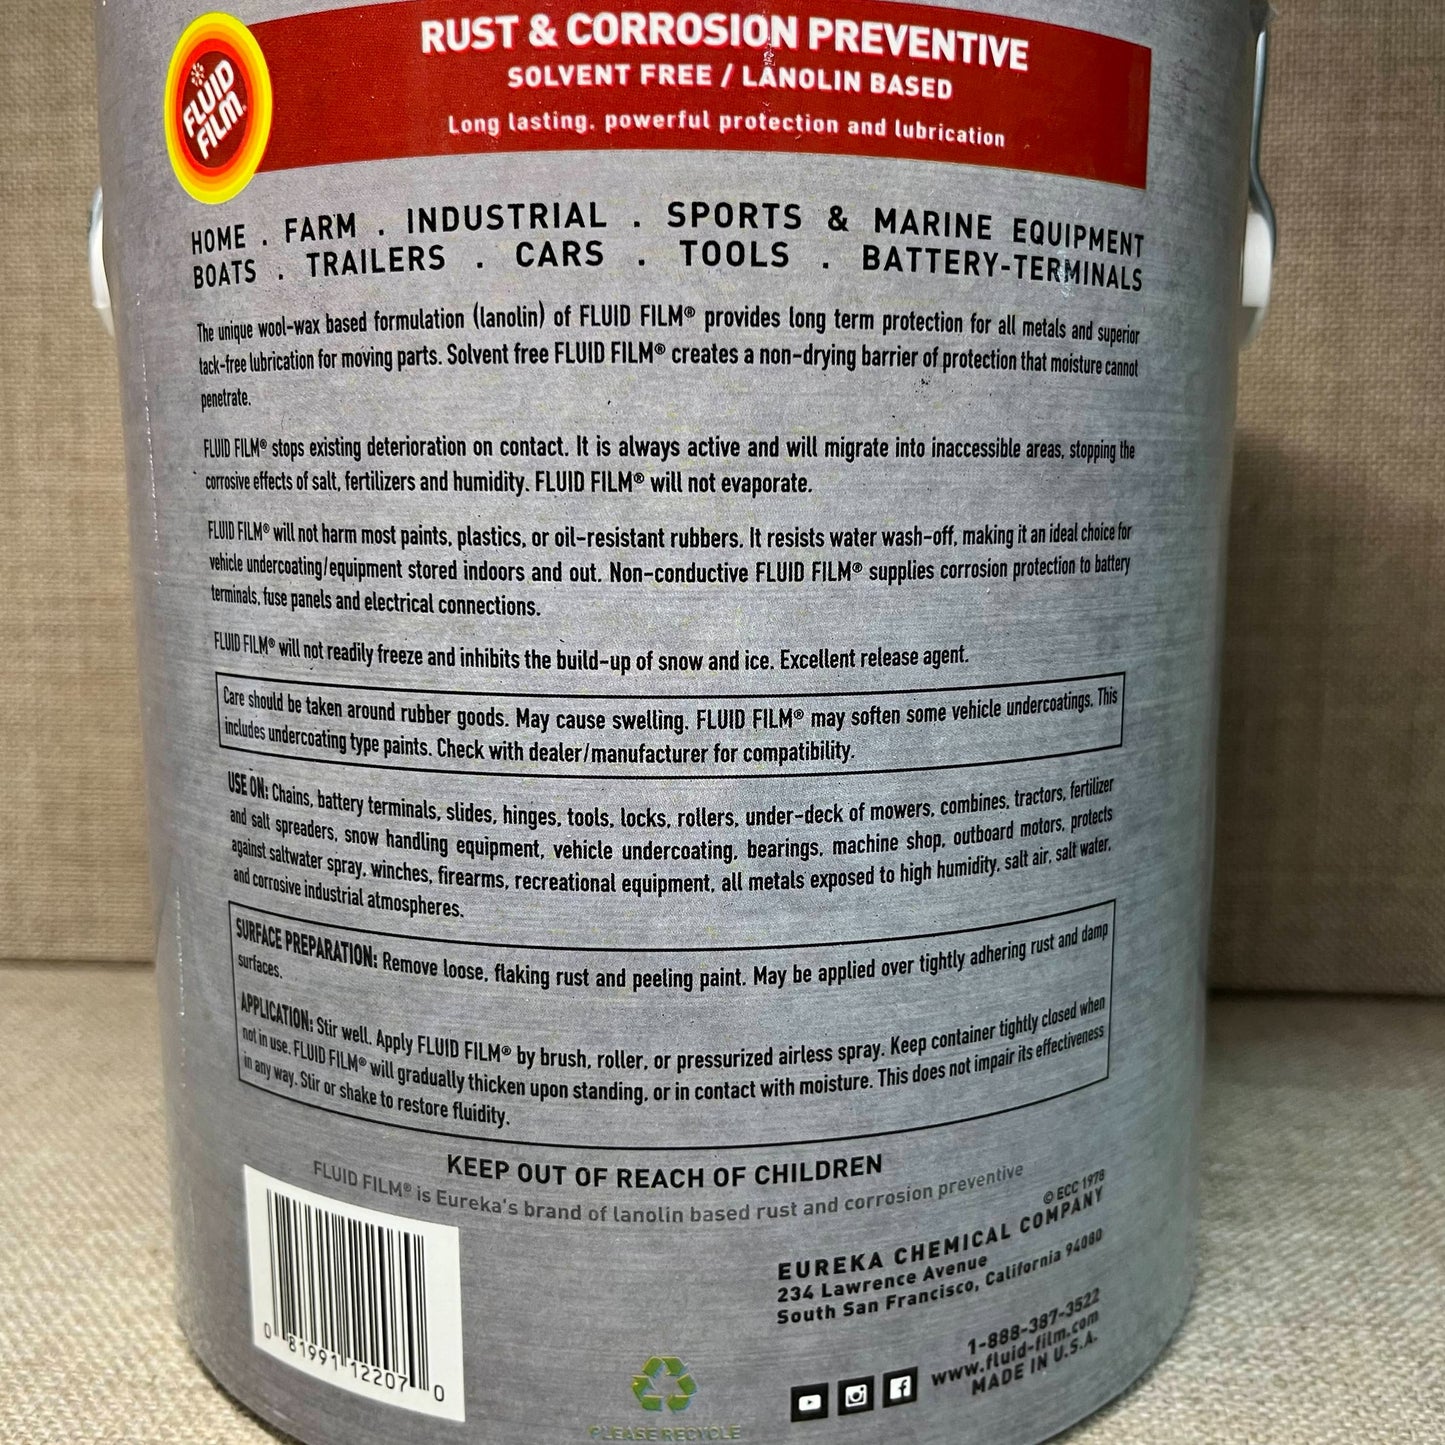 FLUID
FILM®
RUST & CORROSION PREVENTIVE
SOLVENT FREE / LANOLIN BASED
Long lasting. powerful protection and lubrication
HOME . FARM . INDUSTRIAL . SPORTS & MARINE EQUIPMENT
BOATS . TRAILERS . CARS . TOOLS . BATTERY-TERMINALS
The unique wool-wax based formulation (lanolin) of FLUID FILM® provides long term protection for all metals and superior
tack-free lubrication for moving parts. Solvent free FLUID FILM® creates a non-drying barrier of protection that moisture cannot
penetrate.
FLUID FILM® stops existing deterioration on contact. It is always active and will migrate into inaccessible areas, stopping the
corrosive effects of salt, fertilizers and humidity. FLUID FILM® will not evaporate.
FLUID FILM® will not harm most paints, plastics, or oil-resistant rubbers. It resists water wash-off, making it an ideal choice for
vehicle undercoating/equipment stored indoors and out. Non-conductive FLUID FILM® supplies corrosion protection to battery
terminals, fuse panels and electrical connections.
FLUID FILM® will not readily freeze and inhibits the build-up of snow and ice. Excellent release agent.
Care should be taken around rubber goods. May cause swelling. FLUID FILM® may soften some vehicle undercoatings. This
includes undercoating type paints. Check with dealer/manufacturer for compatibility.
USE ON: Chains, battery terminals, slides, hinges, tools, locks, rollers, under-deck of mowers, combines, tractors, fertilizer
and salt spreaders, snow handling equipment, vehicle undercoating, bearings, machine shop, outboard motors, protects
against saltwater spray, winches, firearms, recreational equipment, all metals exposed to high humidity, salt air, salt water,
and corrosive industrial atmospheres.
SURFACE PREPARATION: Remove loose, flaking rust and peeling paint. May be applied over tightly adhering rust and damp
surfaces.
APPLICATION: Stir well. Apply FLUID FILM® by brush, roller, or pressurized airless spray. Keep container tightly closed when
not in use. FLUID FILM® will gradually thicken upon standing, or in contact with moisture. This does not impair its effectiveness
in any way. Stir or shake to restore fluidity.
KEEP OUT OF REACH OF CHILDREN
FLUID FILM® is Eureka's brand of lanolin based rust and corrosion preventive
© ECC 1978
EUREKA CHEMICAL COMPANY
234 Lawrence Avenue
South San Francisco, California 94080
1-888-387-3522
www.fluid-film.com
MADE IN U.S.A.
0 81991 12207 0
PLEASE RECYCLE